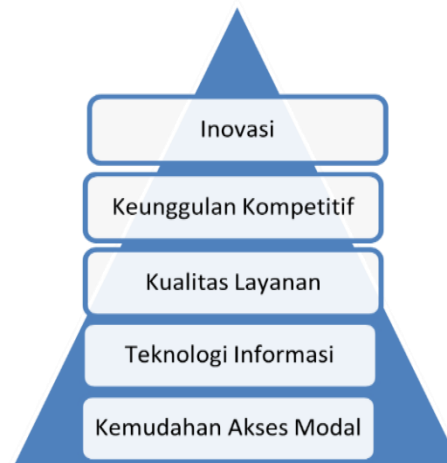 Inovasi
Keunggulan Kompetitif
Kualitas Layanan
Teknologi Informasi
Kemudahan Akses Modal